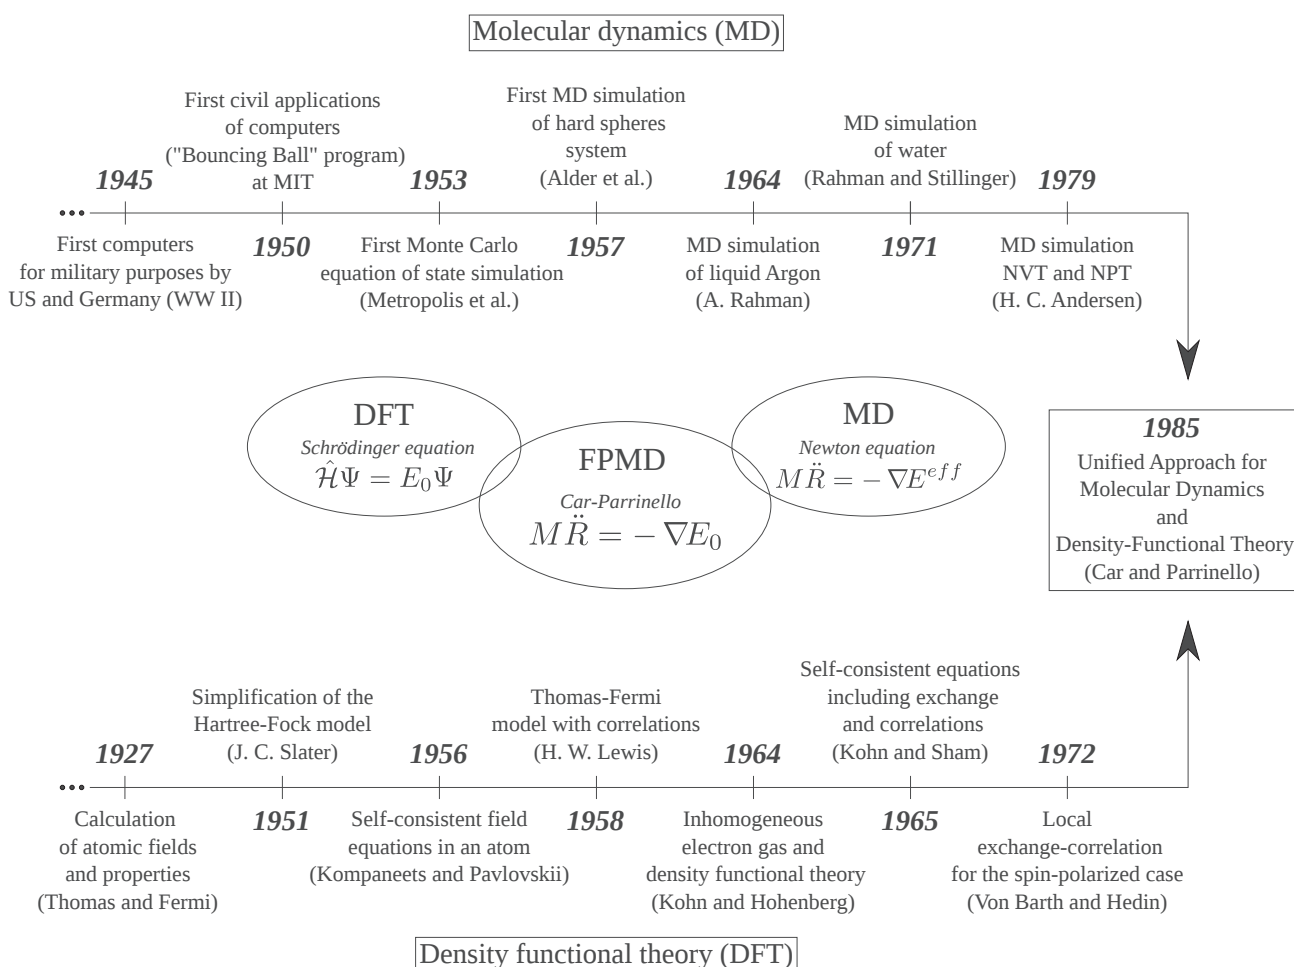 Molecular dynamics (MD)
First civil applications
of computers
("Bouncing Ball" program)
at MIT
First MD simulation
of hard spheres
system
(Alder et al.)
MD simulation
of water
(Rahman and Stillinger)
1945
1953
1964
1979
1950
1957
1971
First computers
for military purposes by
US and Germany (WW II)
First Monte Carlo
equation of state simulation
(Metropolis et al.)
MD simulation
of liquid Argon
(A. Rahman)
MD simulation
NVT and NPT
(H. C. Andersen)
DFT
Schrödinger equation
$\hat{\mathcal{H}}\Psi = E_0\Psi$
FPMD
Car-Parrinello
$M\ddot{R} = -\nabla E_0$
MD
Newton equation
$M\ddot{R} = -\nabla E^{eff}$
1985
Unified Approach for
Molecular Dynamics
and
Density-Functional Theory
(Car and Parrinello)
Simplification of the
Hartree-Fock model
(J. C. Slater)
Thomas-Fermi
model with correlations
(H. W. Lewis)
Self-consistent equations
including exchange
and correlations
(Kohn and Sham)
1927
1956
1964
1972
1951
1958
1965
Calculation
of atomic fields
and properties
(Thomas and Fermi)
Self-consistent field
equations in an atom
(Kompaneets and Pavlovskii)
Inhomogeneous
electron gas and
density functional theory
(Kohn and Hohenberg)
Local
exchange-correlation
for the spin-polarized case
(Von Barth and Hedin)
Density functional theory (DFT)